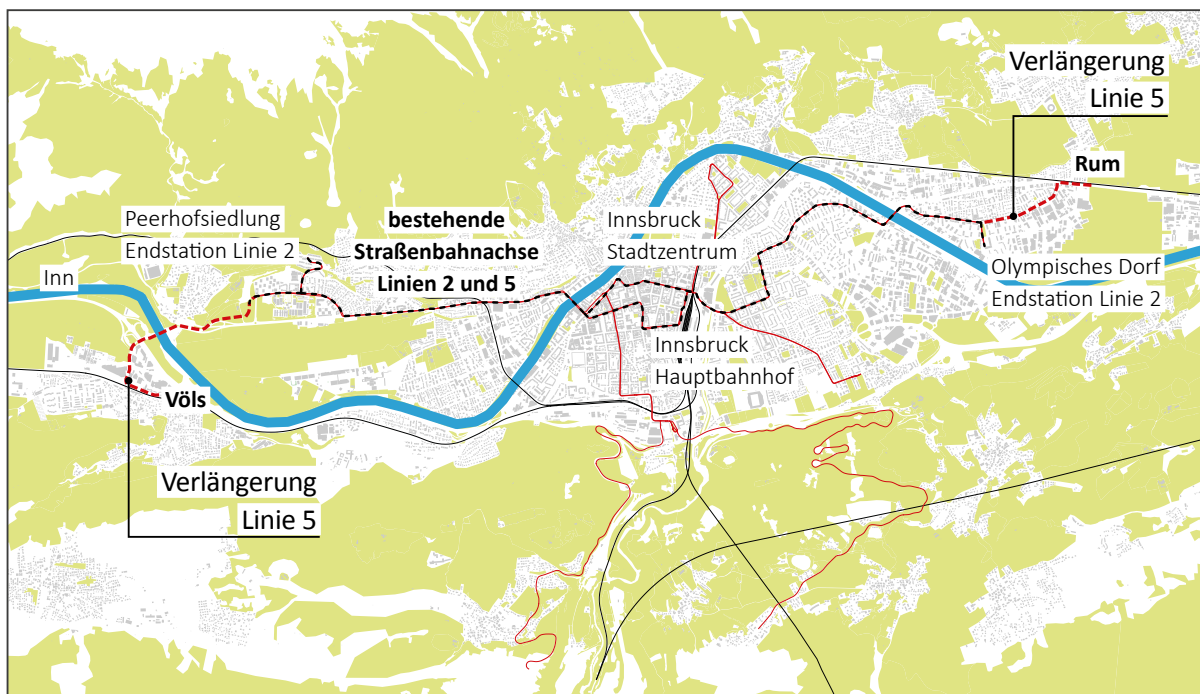 Verlängerung
Linie 5
Rum
Peerhofsiedlung
Endstation Linie 2
bestehende
Straßenbahnachse
Linien 2 und 5
Innsbruck
Stadtzentrum
Inn
Olympisches Dorf
Endstation Linie 2
Innsbruck
Hauptbahnhof
Völs
Verlängerung
Linie 5